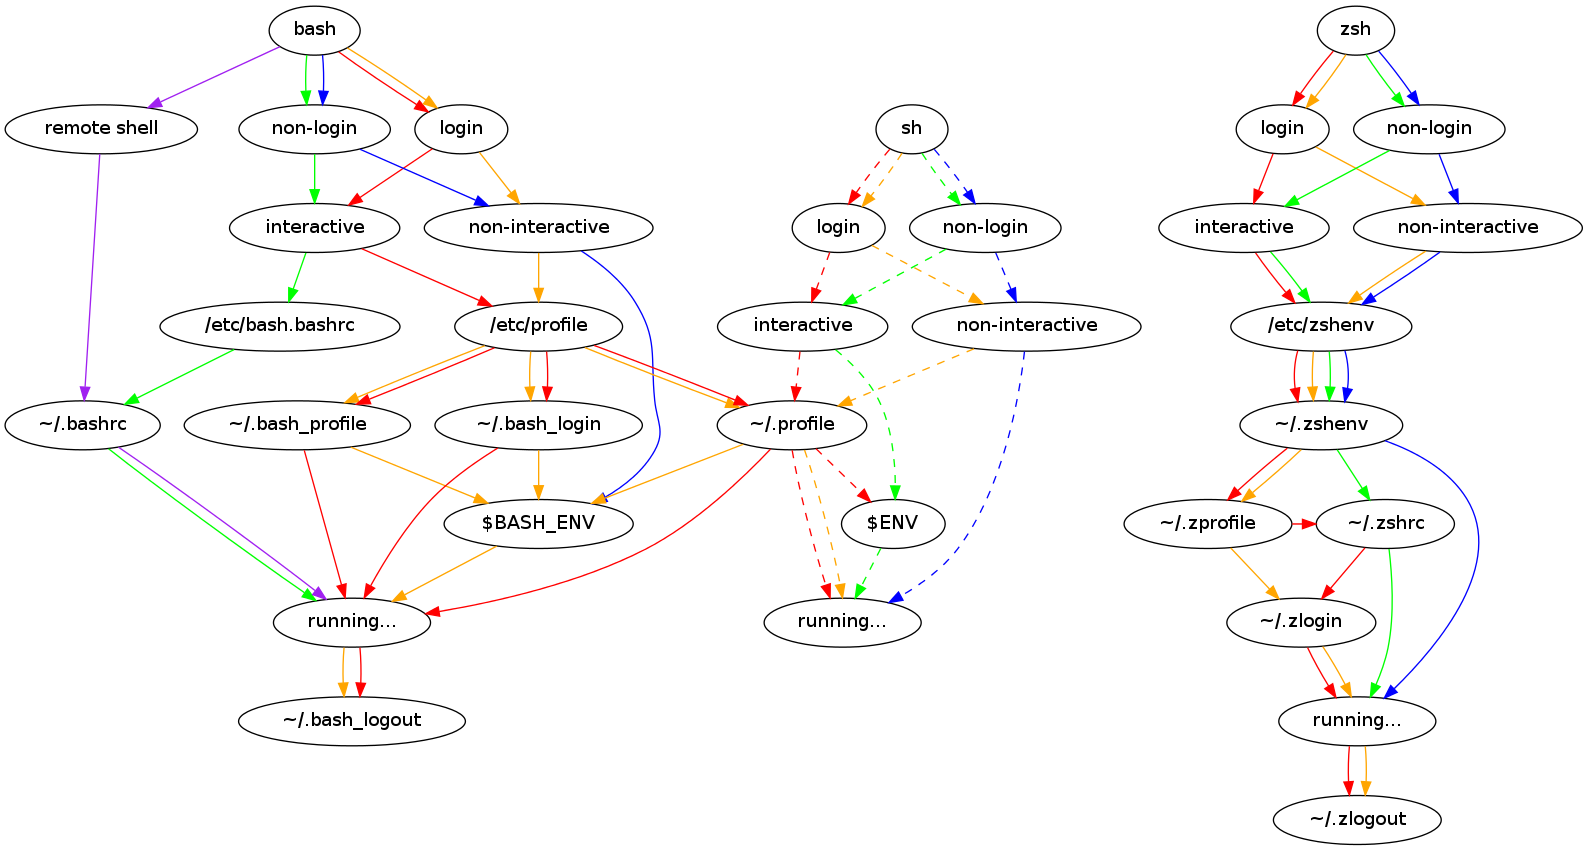 bash
zsh
remote shell
non-login
login
sh
login
non-login
interactive
non-interactive
login
non-login
interactive
non-interactive
/etc/bash.bashrc
/etc/profile
interactive
non-interactive
/etc/zshenv
~/.bashrc
~/.bash_profile
~/.bash_login
~/.profile
~/.zshenv
$BASH_ENV
$ENV
~/.zprofile
~/.zshrc
running...
running...
~/.zlogin
~/.bash_logout
running...
~/.zlogout